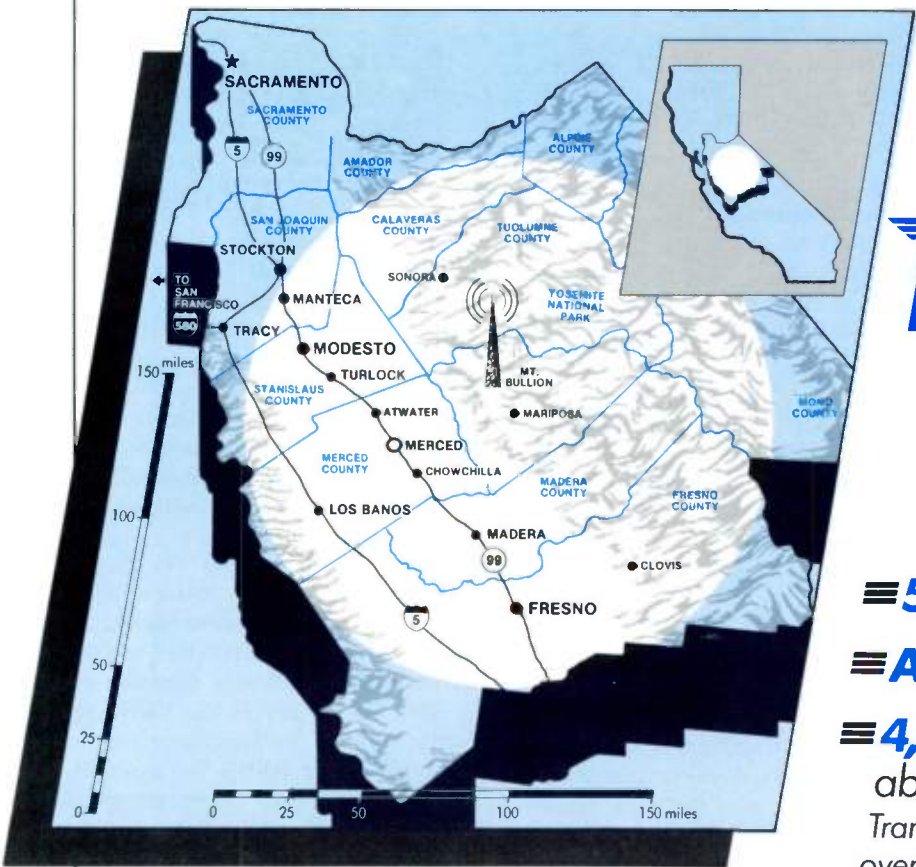 SACRAMENTO
SACRAMENTO
COUNTY
5
99
AMADOR
COUNTY
ALPINE
COUNTY
SAN JOAQUIN
COUNTY
CALAVERAS
COUNTY
TUOLUMNE
COUNTY
STOCKTON
SONORA
TO
SAN
FRANCISCO
580
MANTECA
YOSEMITE
NATIONAL
PARK
TRACY
MODESTO
MT.
BULLION
150 miles
TURLOCK
STANISLAUS
COUNTY
ATWATER
MARIPOSA
MONO
COUNTY
MERCED
MERCED
COUNTY
CHOWCHILLA
MADERA
COUNTY
FRESNO
COUNTY
100
LOS BANOS
MADERA
99
CLOVIS
5
FRESNO
50
25
0
0 25 50 100 150 miles
5
A
4,
ab
Tran
over